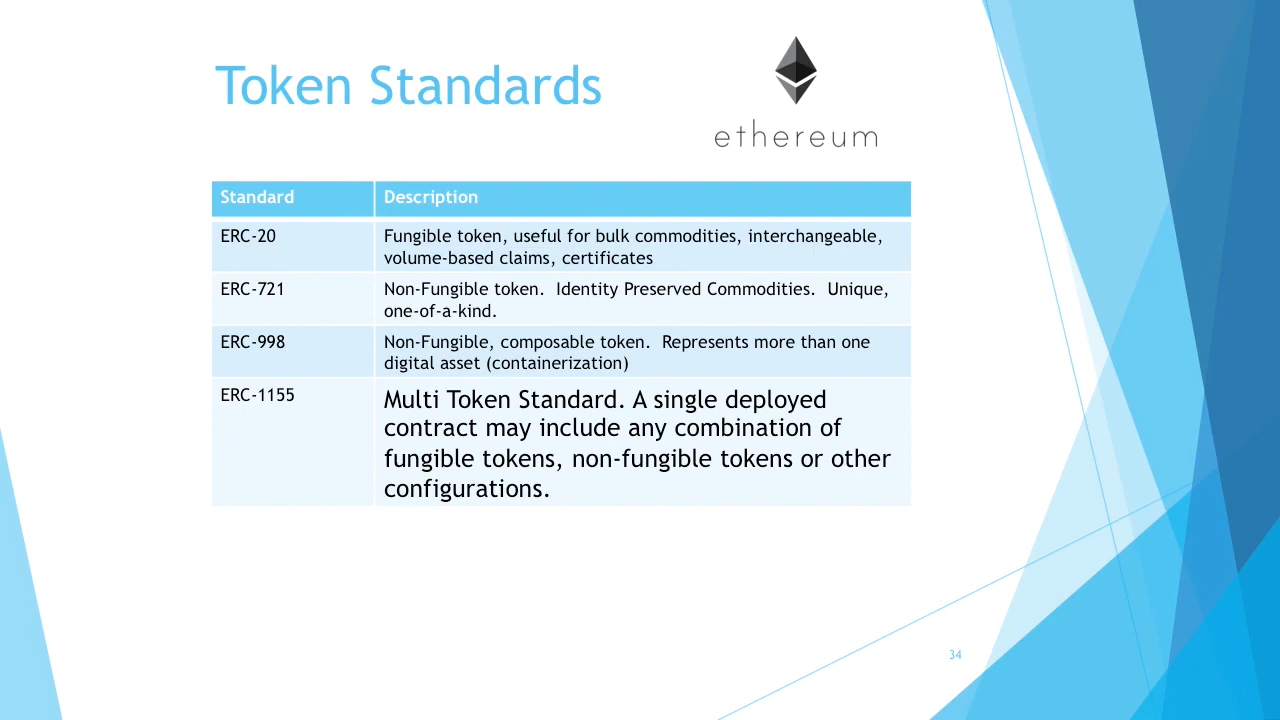 Token Standards
ethereum
Standard
Description
ERC-20
Fungible token, useful for bulk commodities, interchangeable,
volume-based claims, certificates
ERC-721
Non-Fungible token.  Identity Preserved Commodities.  Unique,
one-of-a-kind.
ERC-998
Non-Fungible, composable token.  Represents more than one
digital asset (containerization)
ERC-1155
Multi Token Standard. A single deployed
contract may include any combination of
fungible tokens, non-fungible tokens or other
configurations.
34